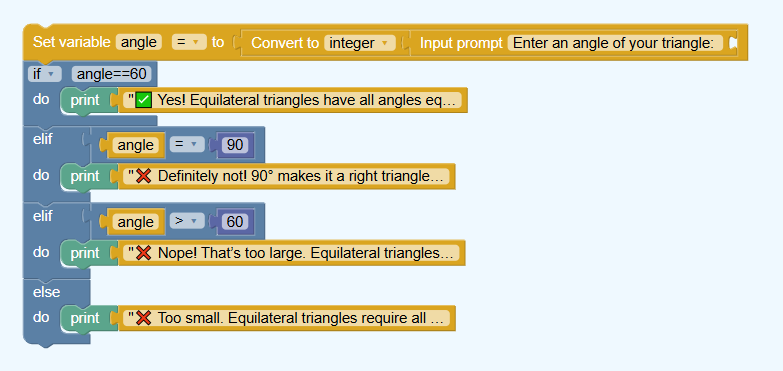 Set variable angle = to Convert to integer Input prompt Enter an angle of your triangle:
if angle==60
do print "✅ Yes! Equilateral triangles have all angles eq...
elif angle = 90
do print "❌ Definitely not! 90° makes it a right triangle...
elif angle > 60
do print "❌ Nope! That's too large. Equilateral triangles...
else
do print "❌ Too small. Equilateral triangles require all ...